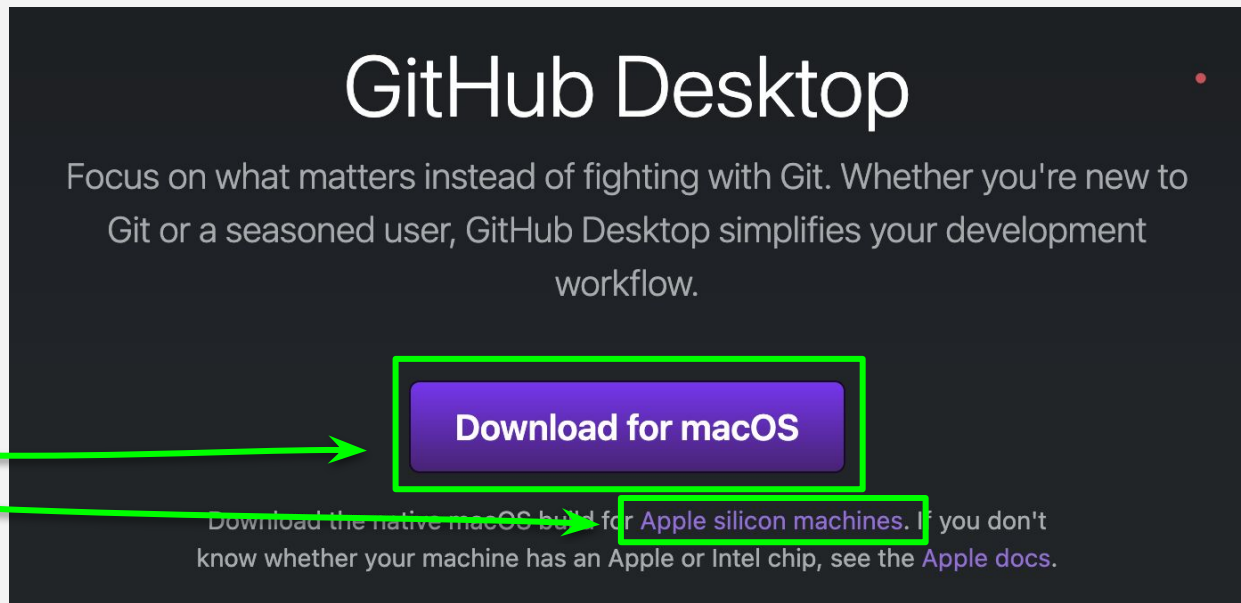 GitHub Desktop
Focus on what matters instead of fighting with Git. Whether you're new to
Git or a seasoned user, GitHub Desktop simplifies your development
workflow.
Download for macOS
Download the native macOS build for Apple silicon machines. If you don't
know whether your machine has an Apple or Intel chip, see the Apple docs.